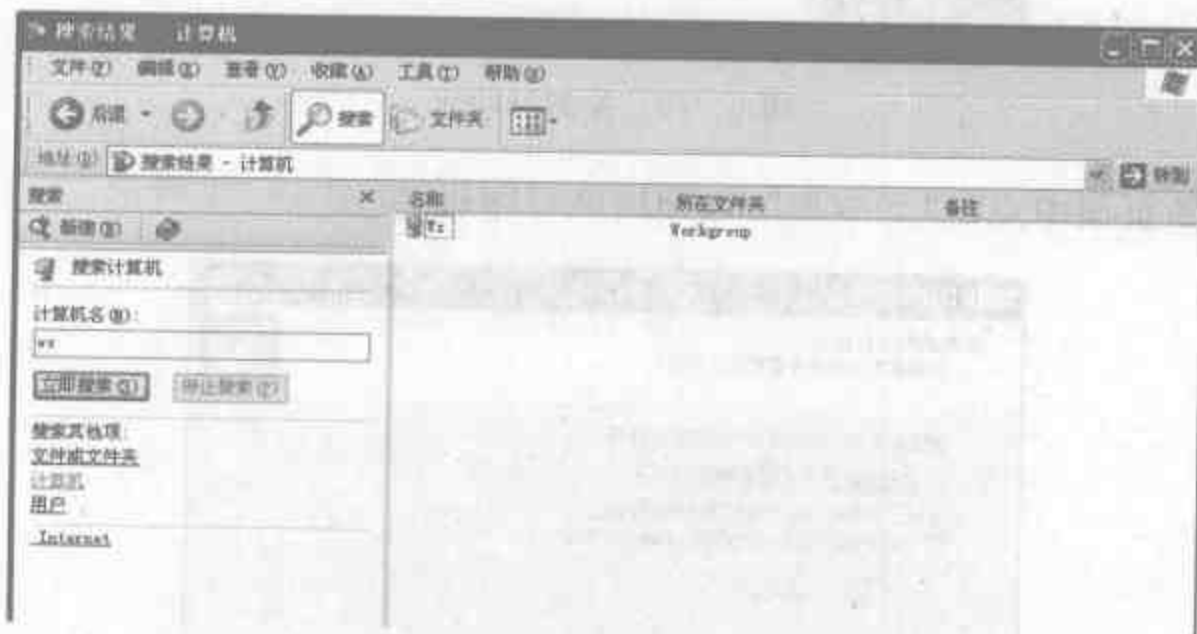 搜索结果 计算机
文件(F) 编辑(E) 查看(V) 收藏(A) 工具(T) 帮助(H)
后退 搜索 文件夹
地址(D) 搜索结果 - 计算机 转到
搜索 名称 所在文件夹 备注
新建(N) Workgroup
搜索计算机
计算机名(M):
立即搜索(S) 停止搜索(P)
搜索其他项:
文件或文件夹
计算机
用户
Internet